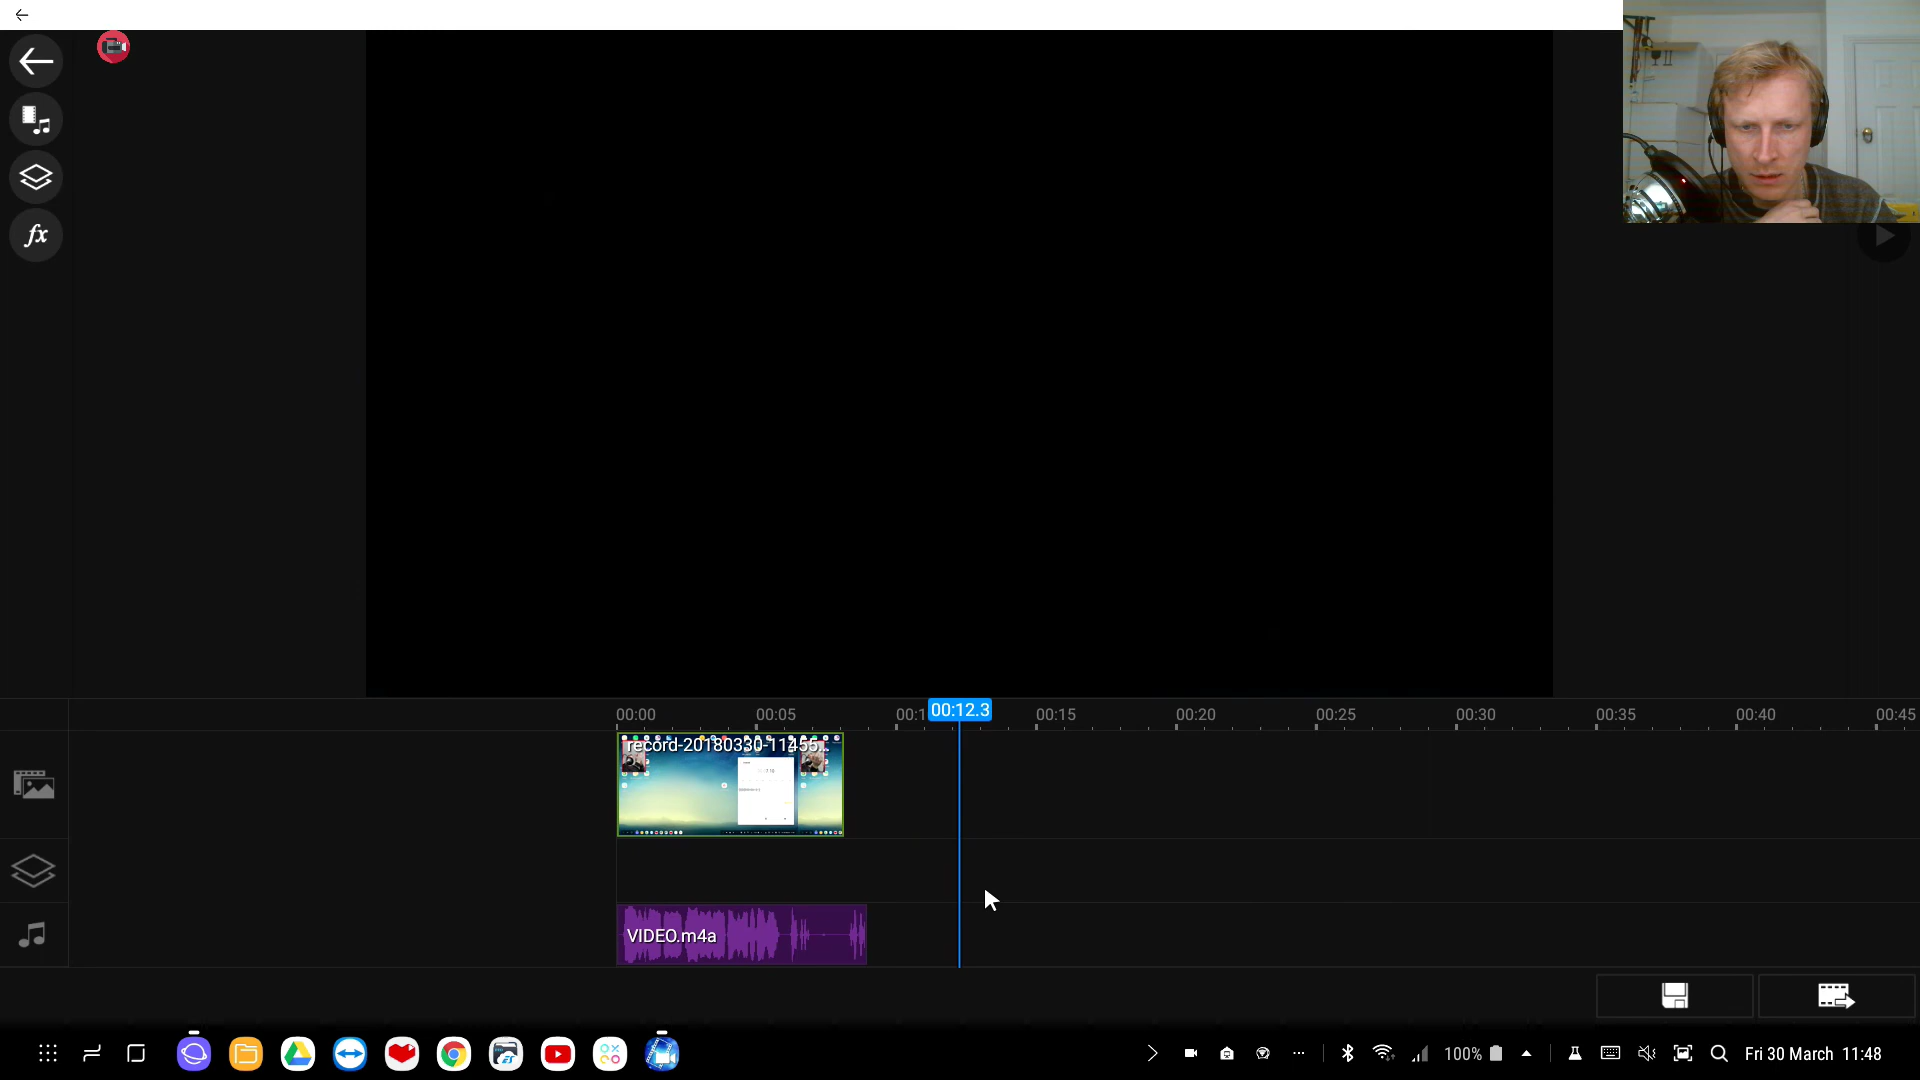 fx
00:00 00:05 00:1 00:12.3 00:15 00:20 00:25 00:30 00:35 00:40 00:45
record-20180330-11455...
VIDEO.m4a
100% Fri 30 March 11:48